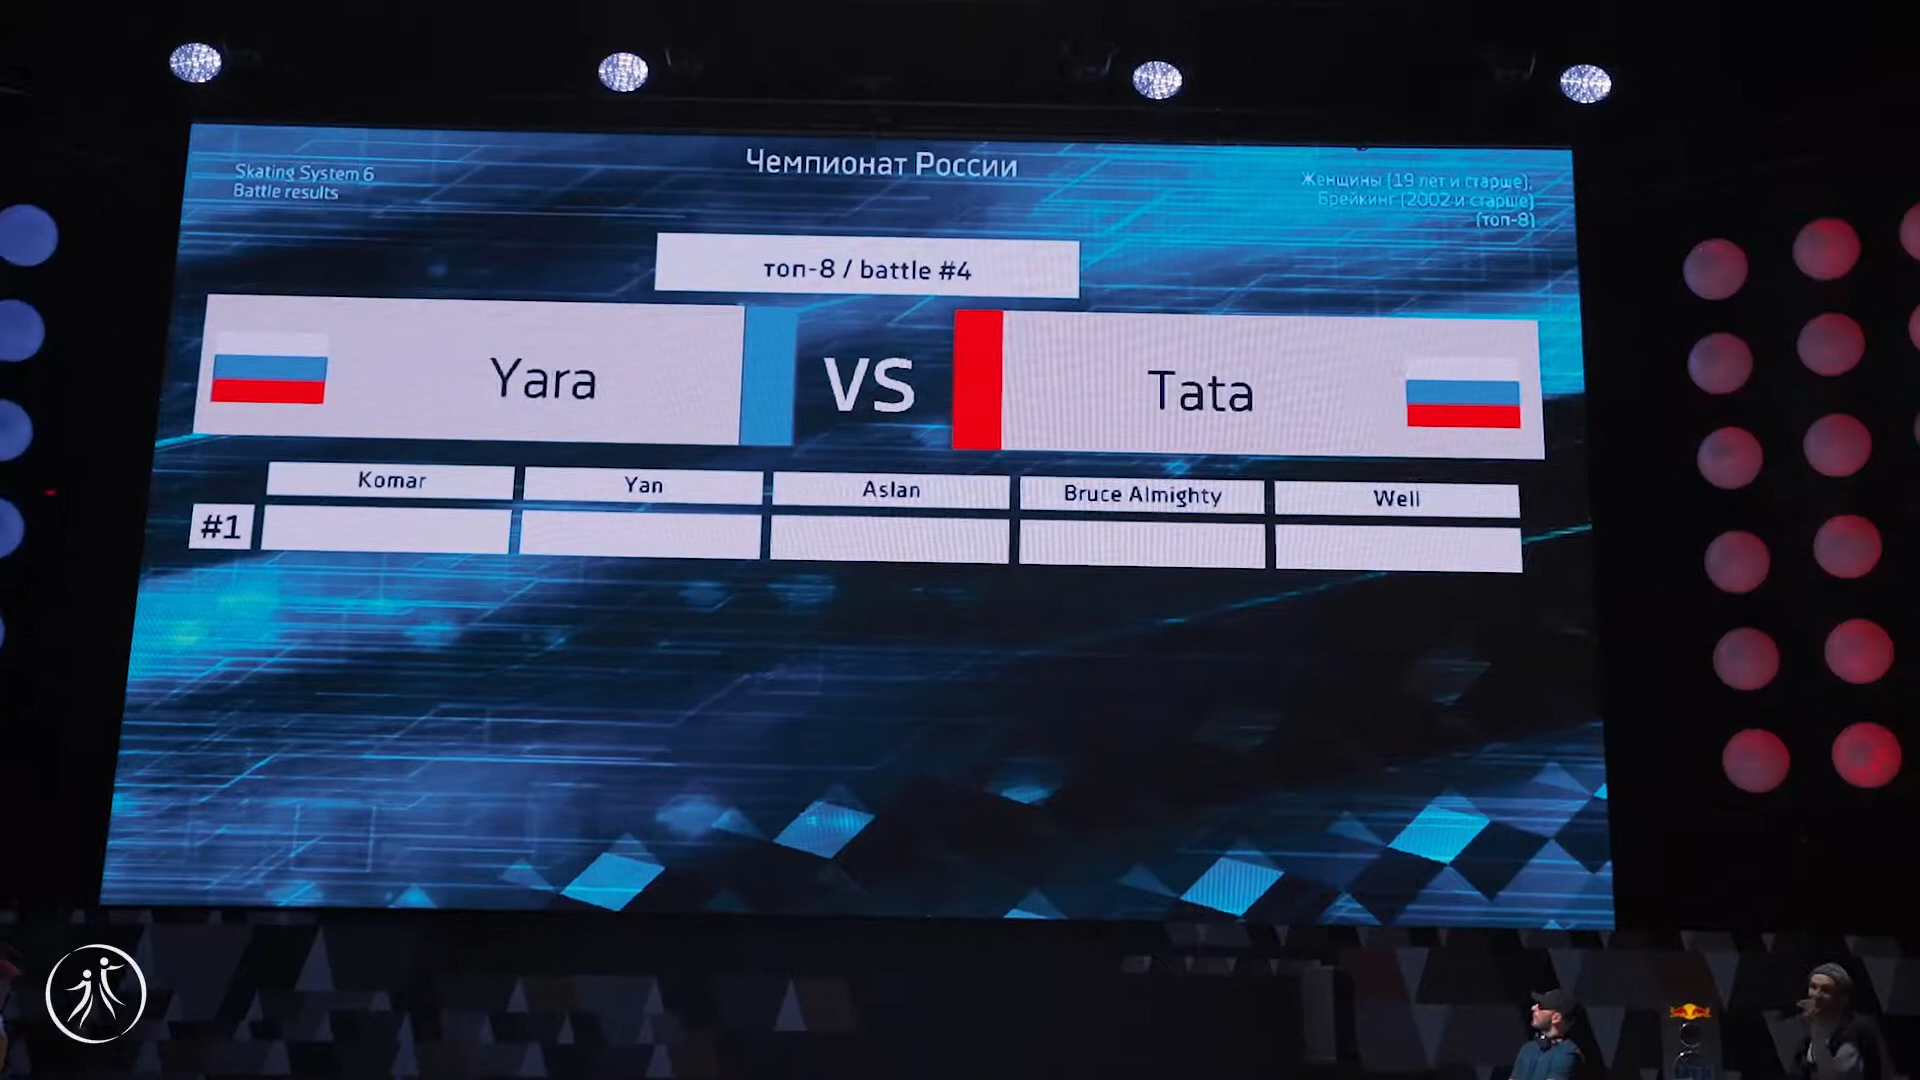 Чемпионат России
Skating System 6
Battle results
Женщины (19 лет и старше),
Брейкинг (2002 и старше)
(топ-8)
топ-8 / battle #4
Yara
VS
Tata
Komar
Yan
Aslan
Bruce Almighty
Well
#1